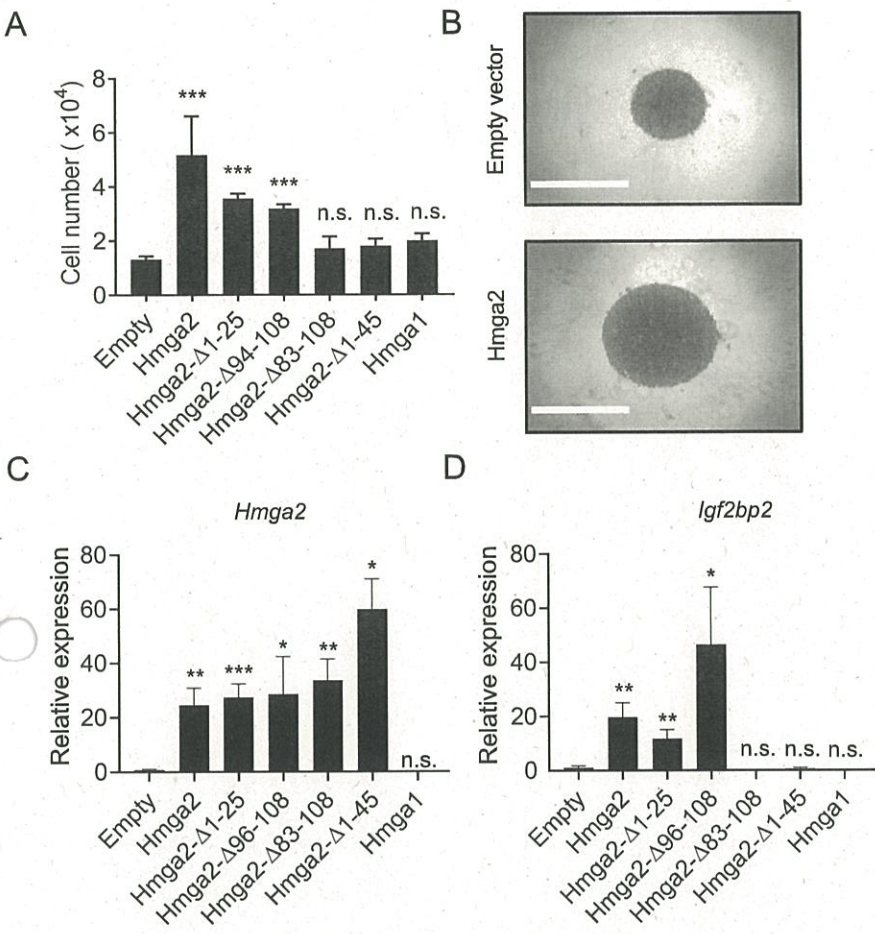 A
Cell number ( x10⁴)
8
6
4
2
0
***
***
***
n.s.
n.s.
n.s.
Empty
Hmga2
Hmga2-Δ1-25
Hmga2-Δ94-108
Hmga2-Δ83-108
Hmga2-Δ1-45
Hmga1
B
Empty vector
Hmga2
C
Hmga2
Relative expression
80
60
40
20
0
**
***
*
**
*
n.s.
Empty
Hmga2
Hmga2-Δ1-25
Hmga2-Δ96-108
Hmga2-Δ83-108
Hmga2-Δ1-45
Hmga1
D
Igf2bp2
Relative expression
80
60
40
20
0
**
**
*
n.s.
n.s.
n.s.
Empty
Hmga2
Hmga2-Δ1-25
Hmga2-Δ96-108
Hmga2-Δ83-108
Hmga2-Δ1-45
Hmga1